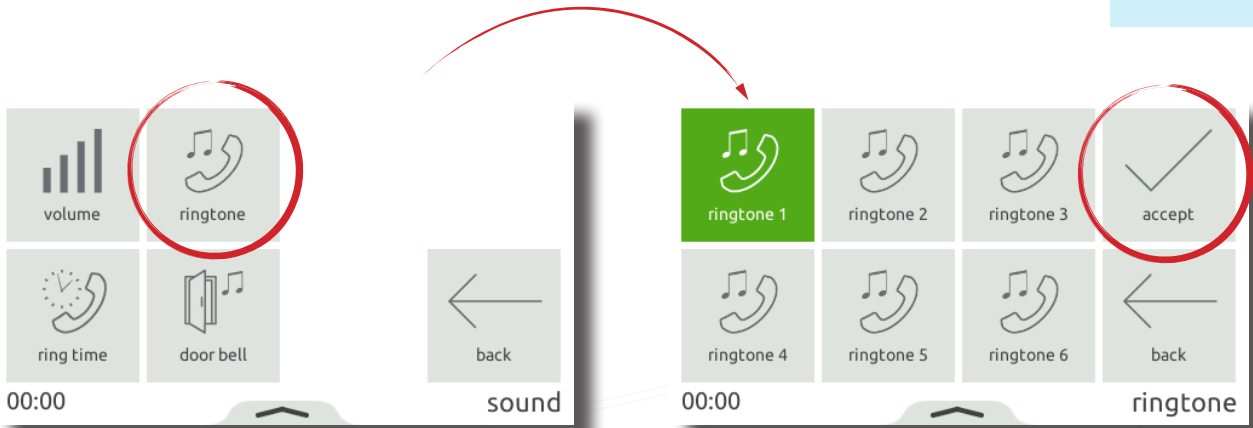 volume
ringtone
ring time
door bell
back
00:00
sound
ringtone 1
ringtone 2
ringtone 3
accept
ringtone 4
ringtone 5
ringtone 6
back
00:00
ringtone